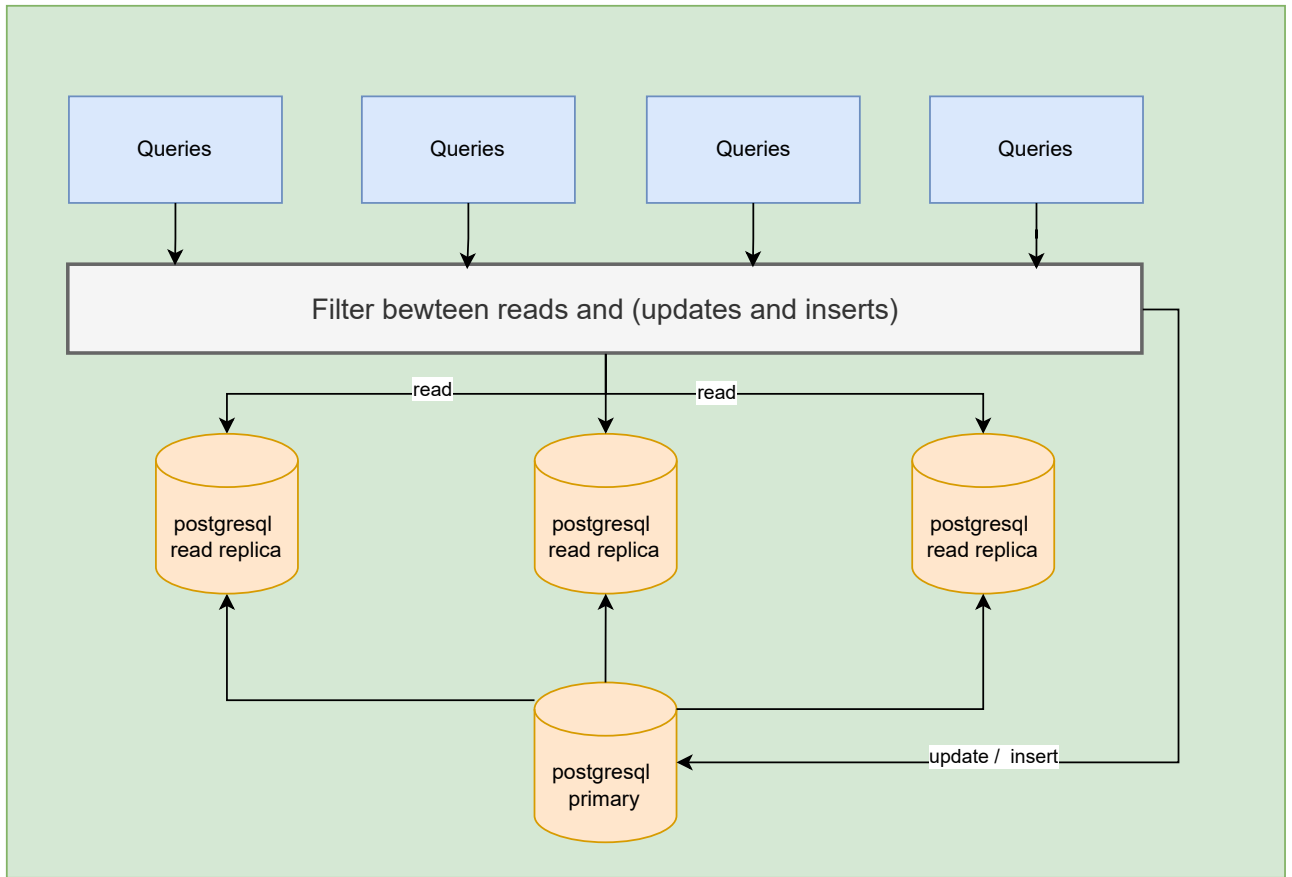 Queries
Queries
Queries
Queries
Filter bewteen reads and (updates and inserts)
read
read
postgresql
read replica
postgresql
read replica
postgresql
read replica
postgresql
primary
update / insert